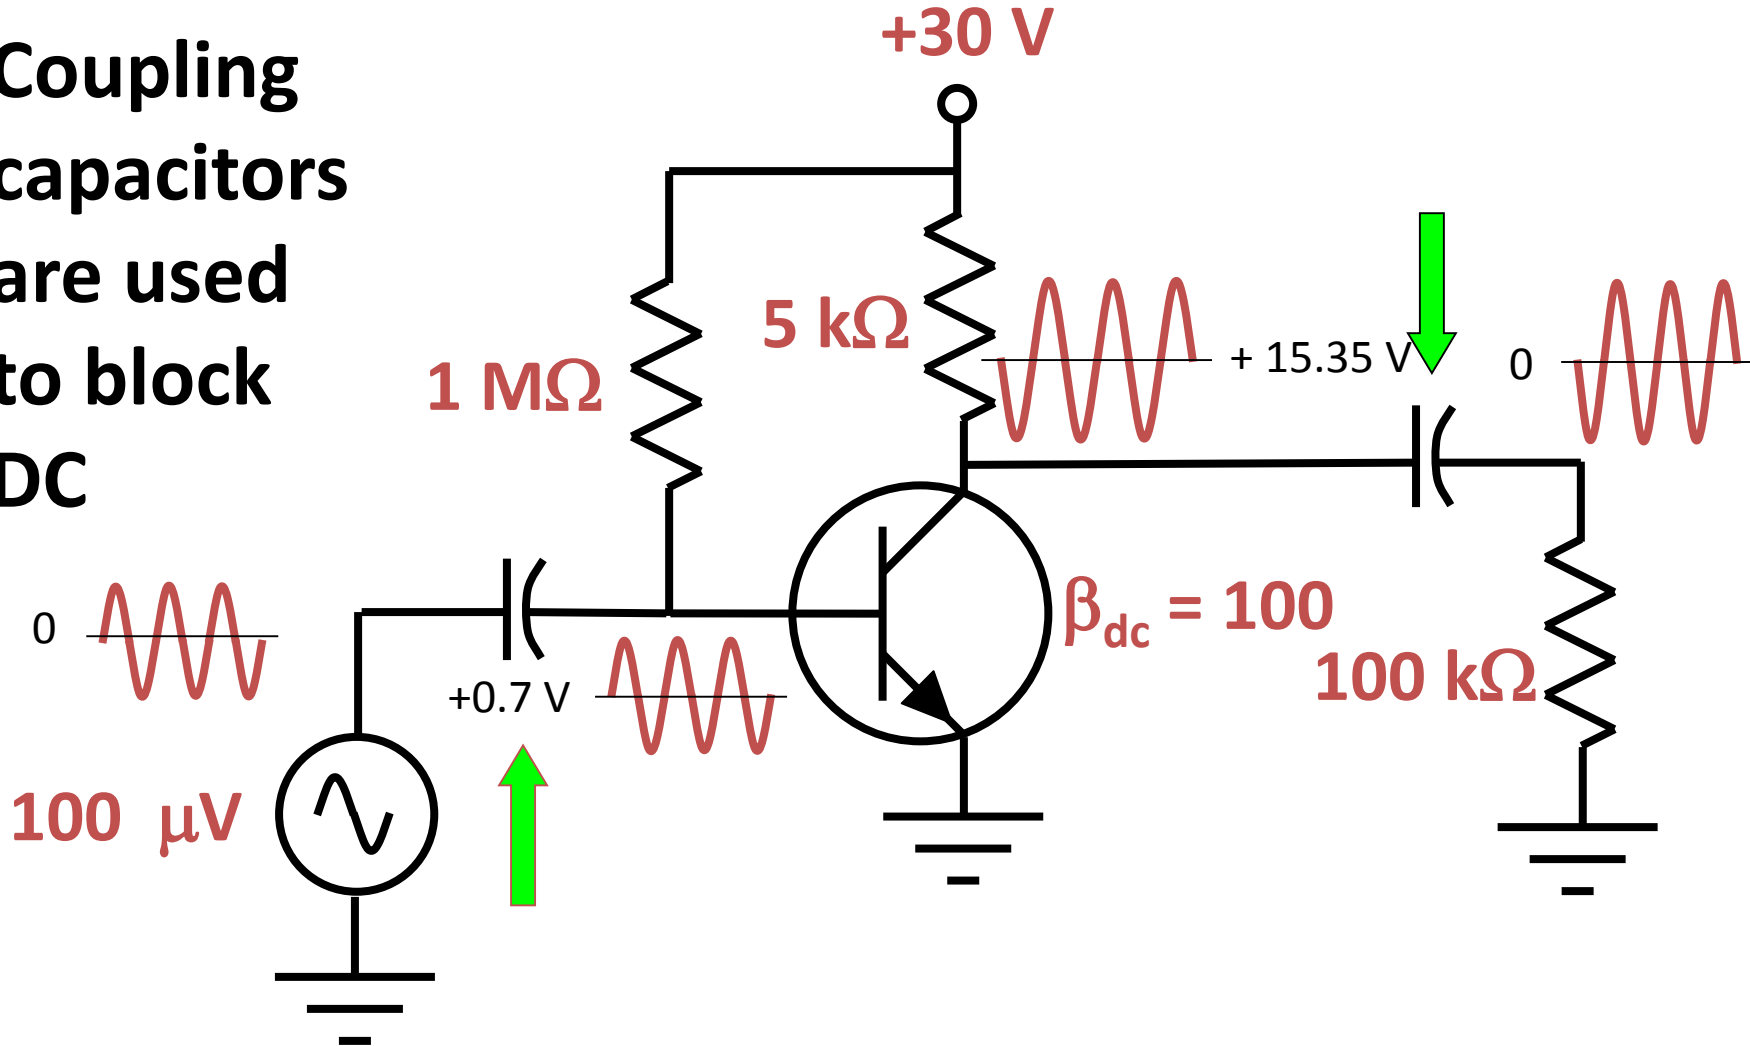 Coupling
capacitors
are used
to block
DC
+30 V
5 kΩ
1 MΩ
+ 15.35 V
0
0
+0.7 V
βdc = 100
100 kΩ
100 μV